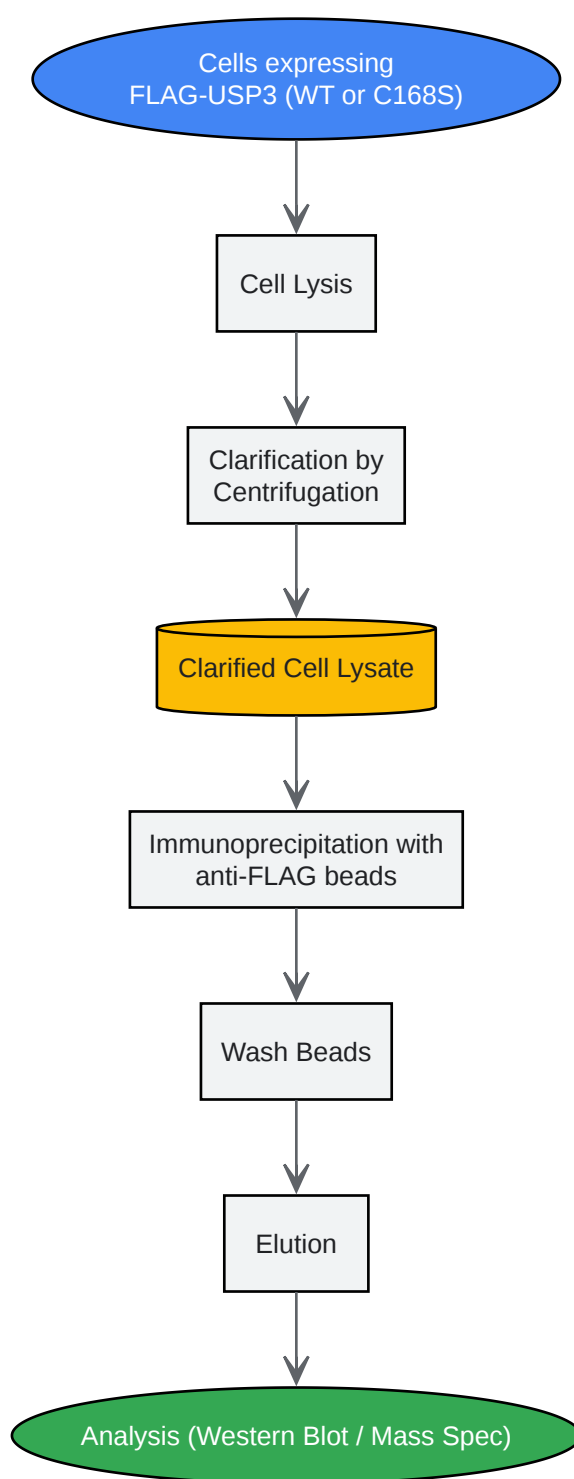 Cells expressing
FLAG-USP3 (WT or C168S)
Cell Lysis
Clarification by
Centrifugation
Clarified Cell Lysate
Immunoprecipitation with
anti-FLAG beads
Wash Beads
Elution
Analysis (Western Blot / Mass Spec)